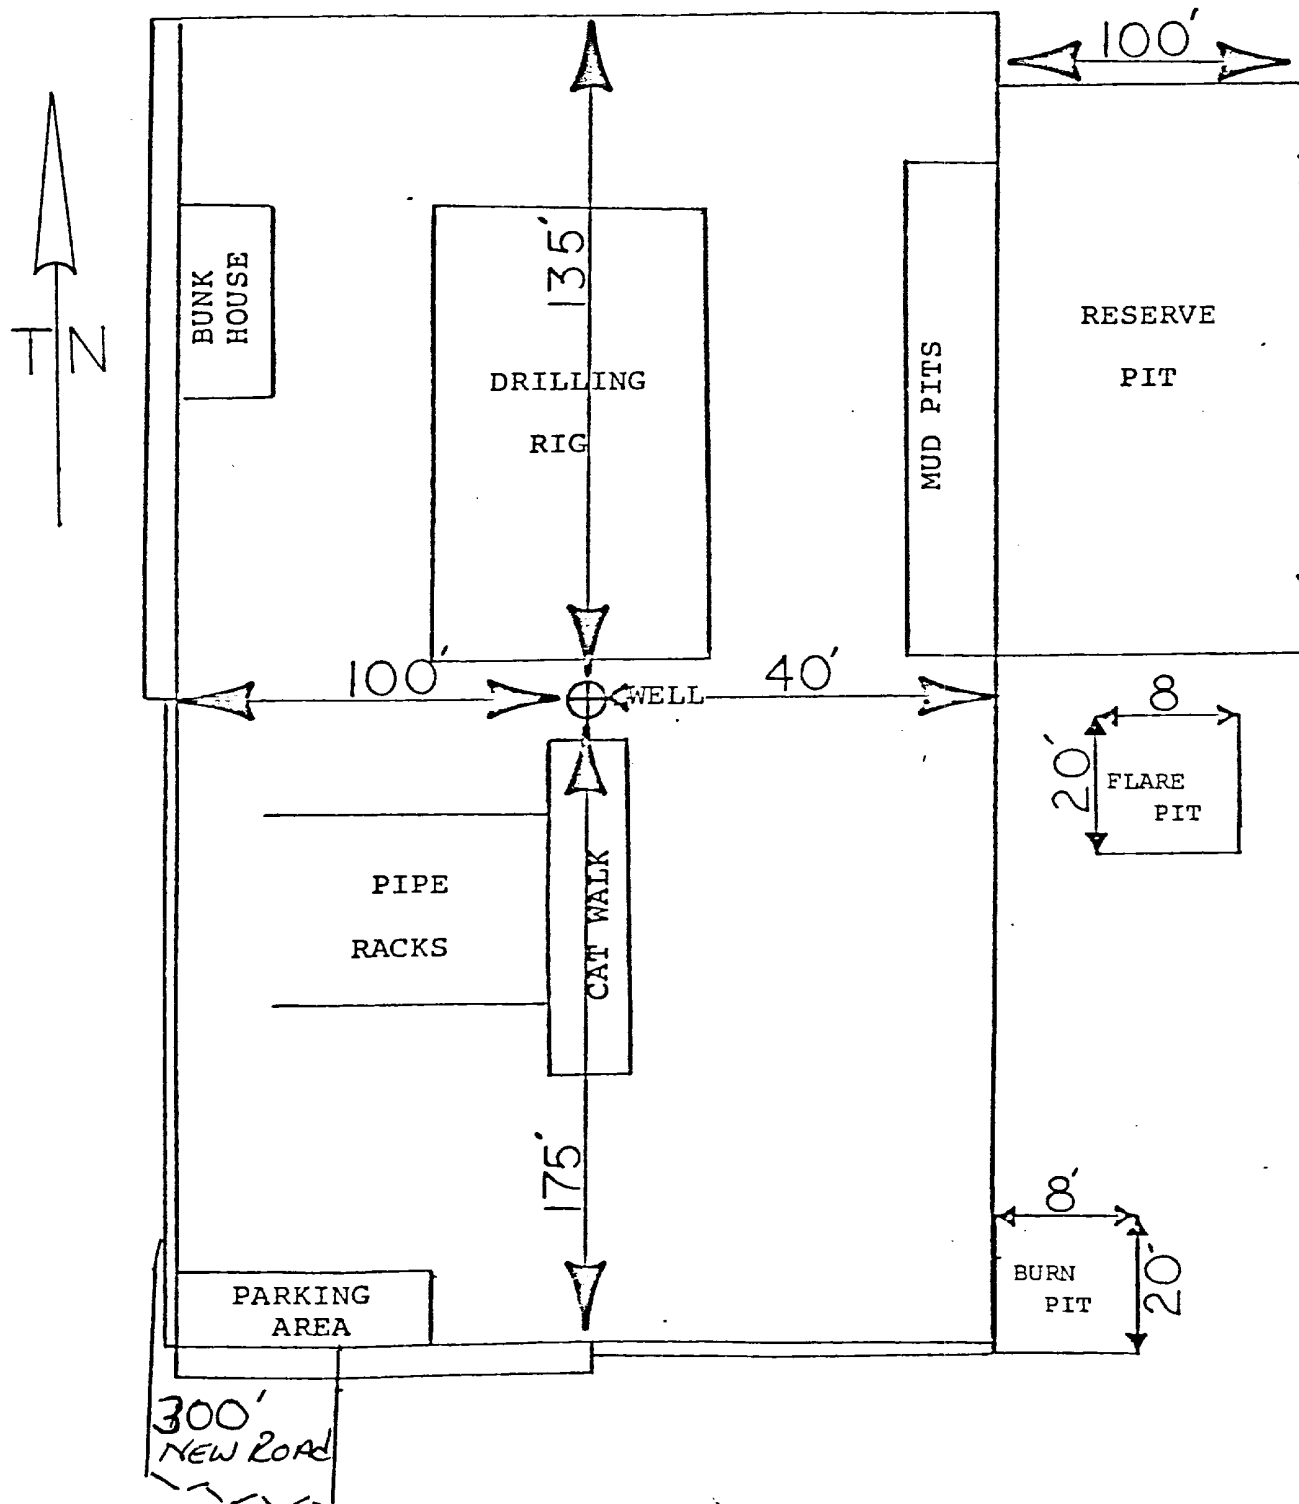 100'
135'
BUNK
HOUSE
T N
DRILLING
RIG
MUD PITS
RESERVE
PIT
100'
WELL
40'
8
20'
FLARE
PIT
PIPE
RACKS
CAT WALK
175'
8'
BURN
PIT
20'
PARKING
AREA
300'
NEW ROAd